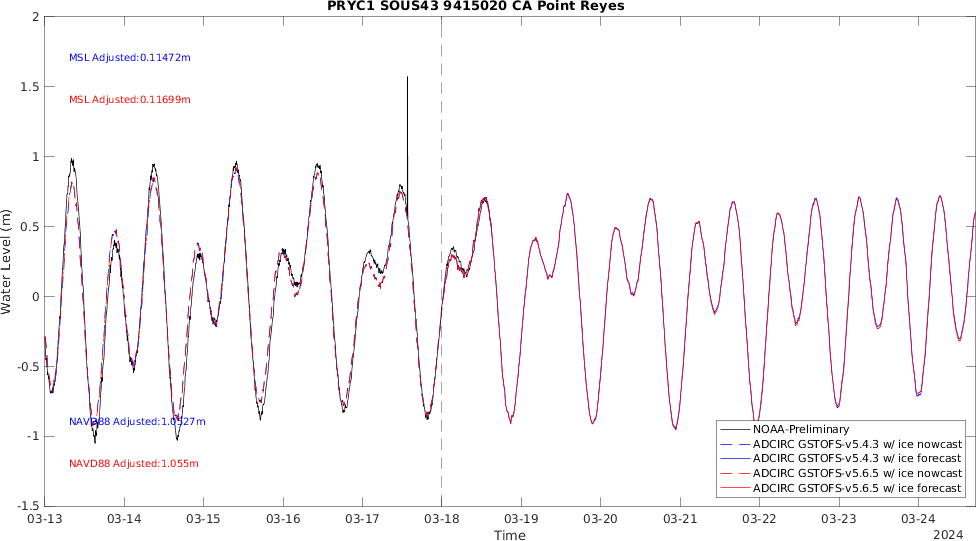 PRYC1 SOUS43 9415020 CA Point Reyes
2
1.5
1
0.5
0
-0.5
-1
-1.5
Water Level (m)
MSL Adjusted:0.11472m
MSL Adjusted:0.11699m
NAVD88 Adjusted:1.0527m
NAVD88 Adjusted:1.055m
NOAA-Preliminary
ADCIRC GSTOFS-v5.4.3 w/ ice nowcast
ADCIRC GSTOFS-v5.4.3 w/ ice forecast
ADCIRC GSTOFS-v5.6.5 w/ ice nowcast
ADCIRC GSTOFS-v5.6.5 w/ ice forecast
03-13 03-14 03-15 03-16 03-17 03-18 03-19 03-20 03-21 03-22 03-23 03-24
Time
2024